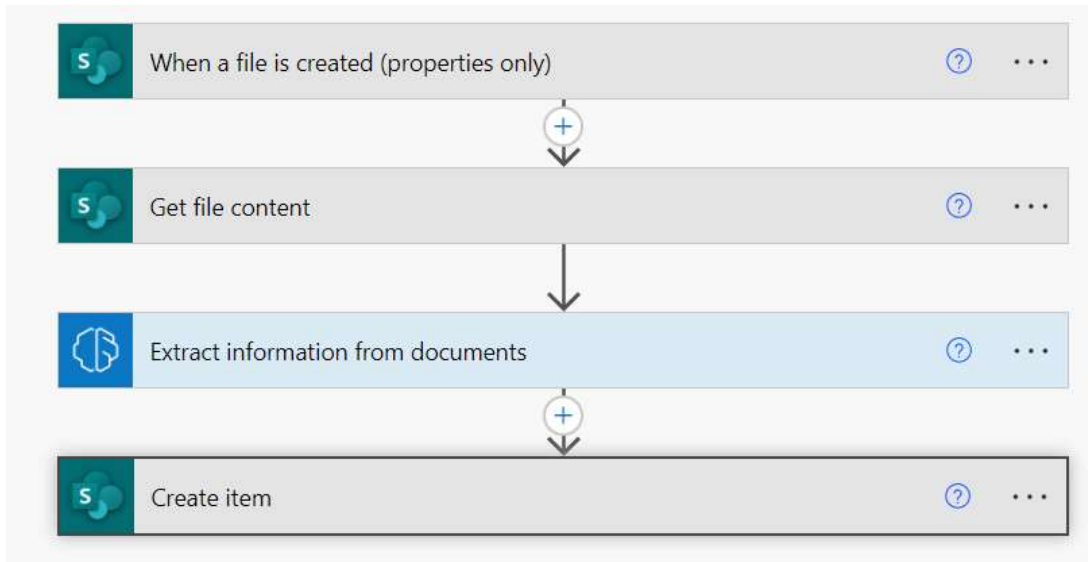 S When a file is created (properties only) ? ...
+
S Get file content ? ...
Extract information from documents ? ...
+
S Create item ? ...